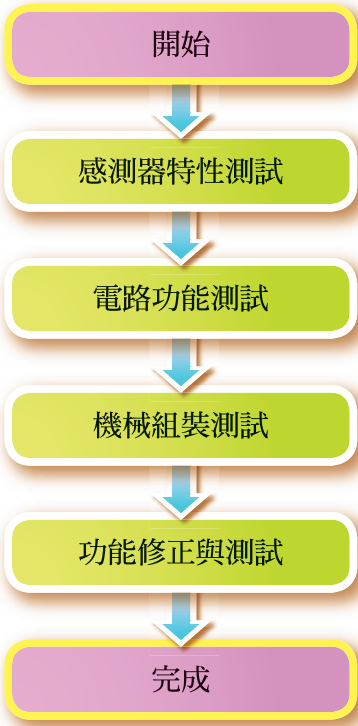 開始
感測器特性測試
電路功能測試
機械組裝測試
功能修正與測試
完成